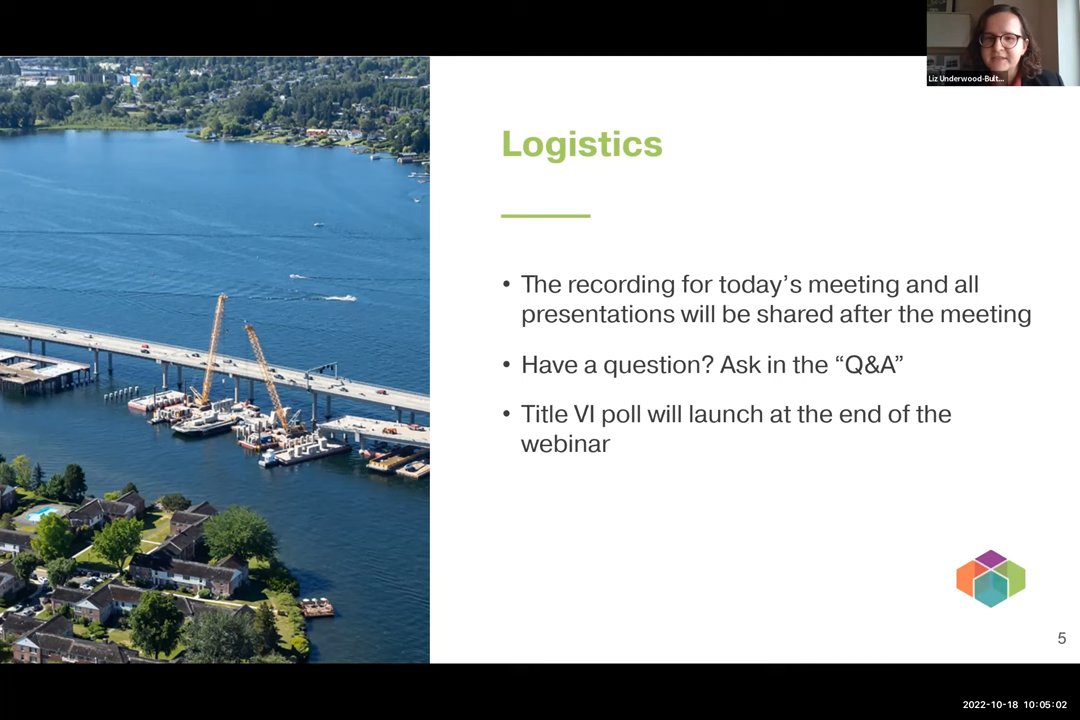 Liz Underwood-Bult...
Logistics
• The recording for today’s meeting and all
presentations will be shared after the meeting
• Have a question? Ask in the “Q&A”
• Title VI poll will launch at the end of the
webinar
5
2022-10-18 10:05:02